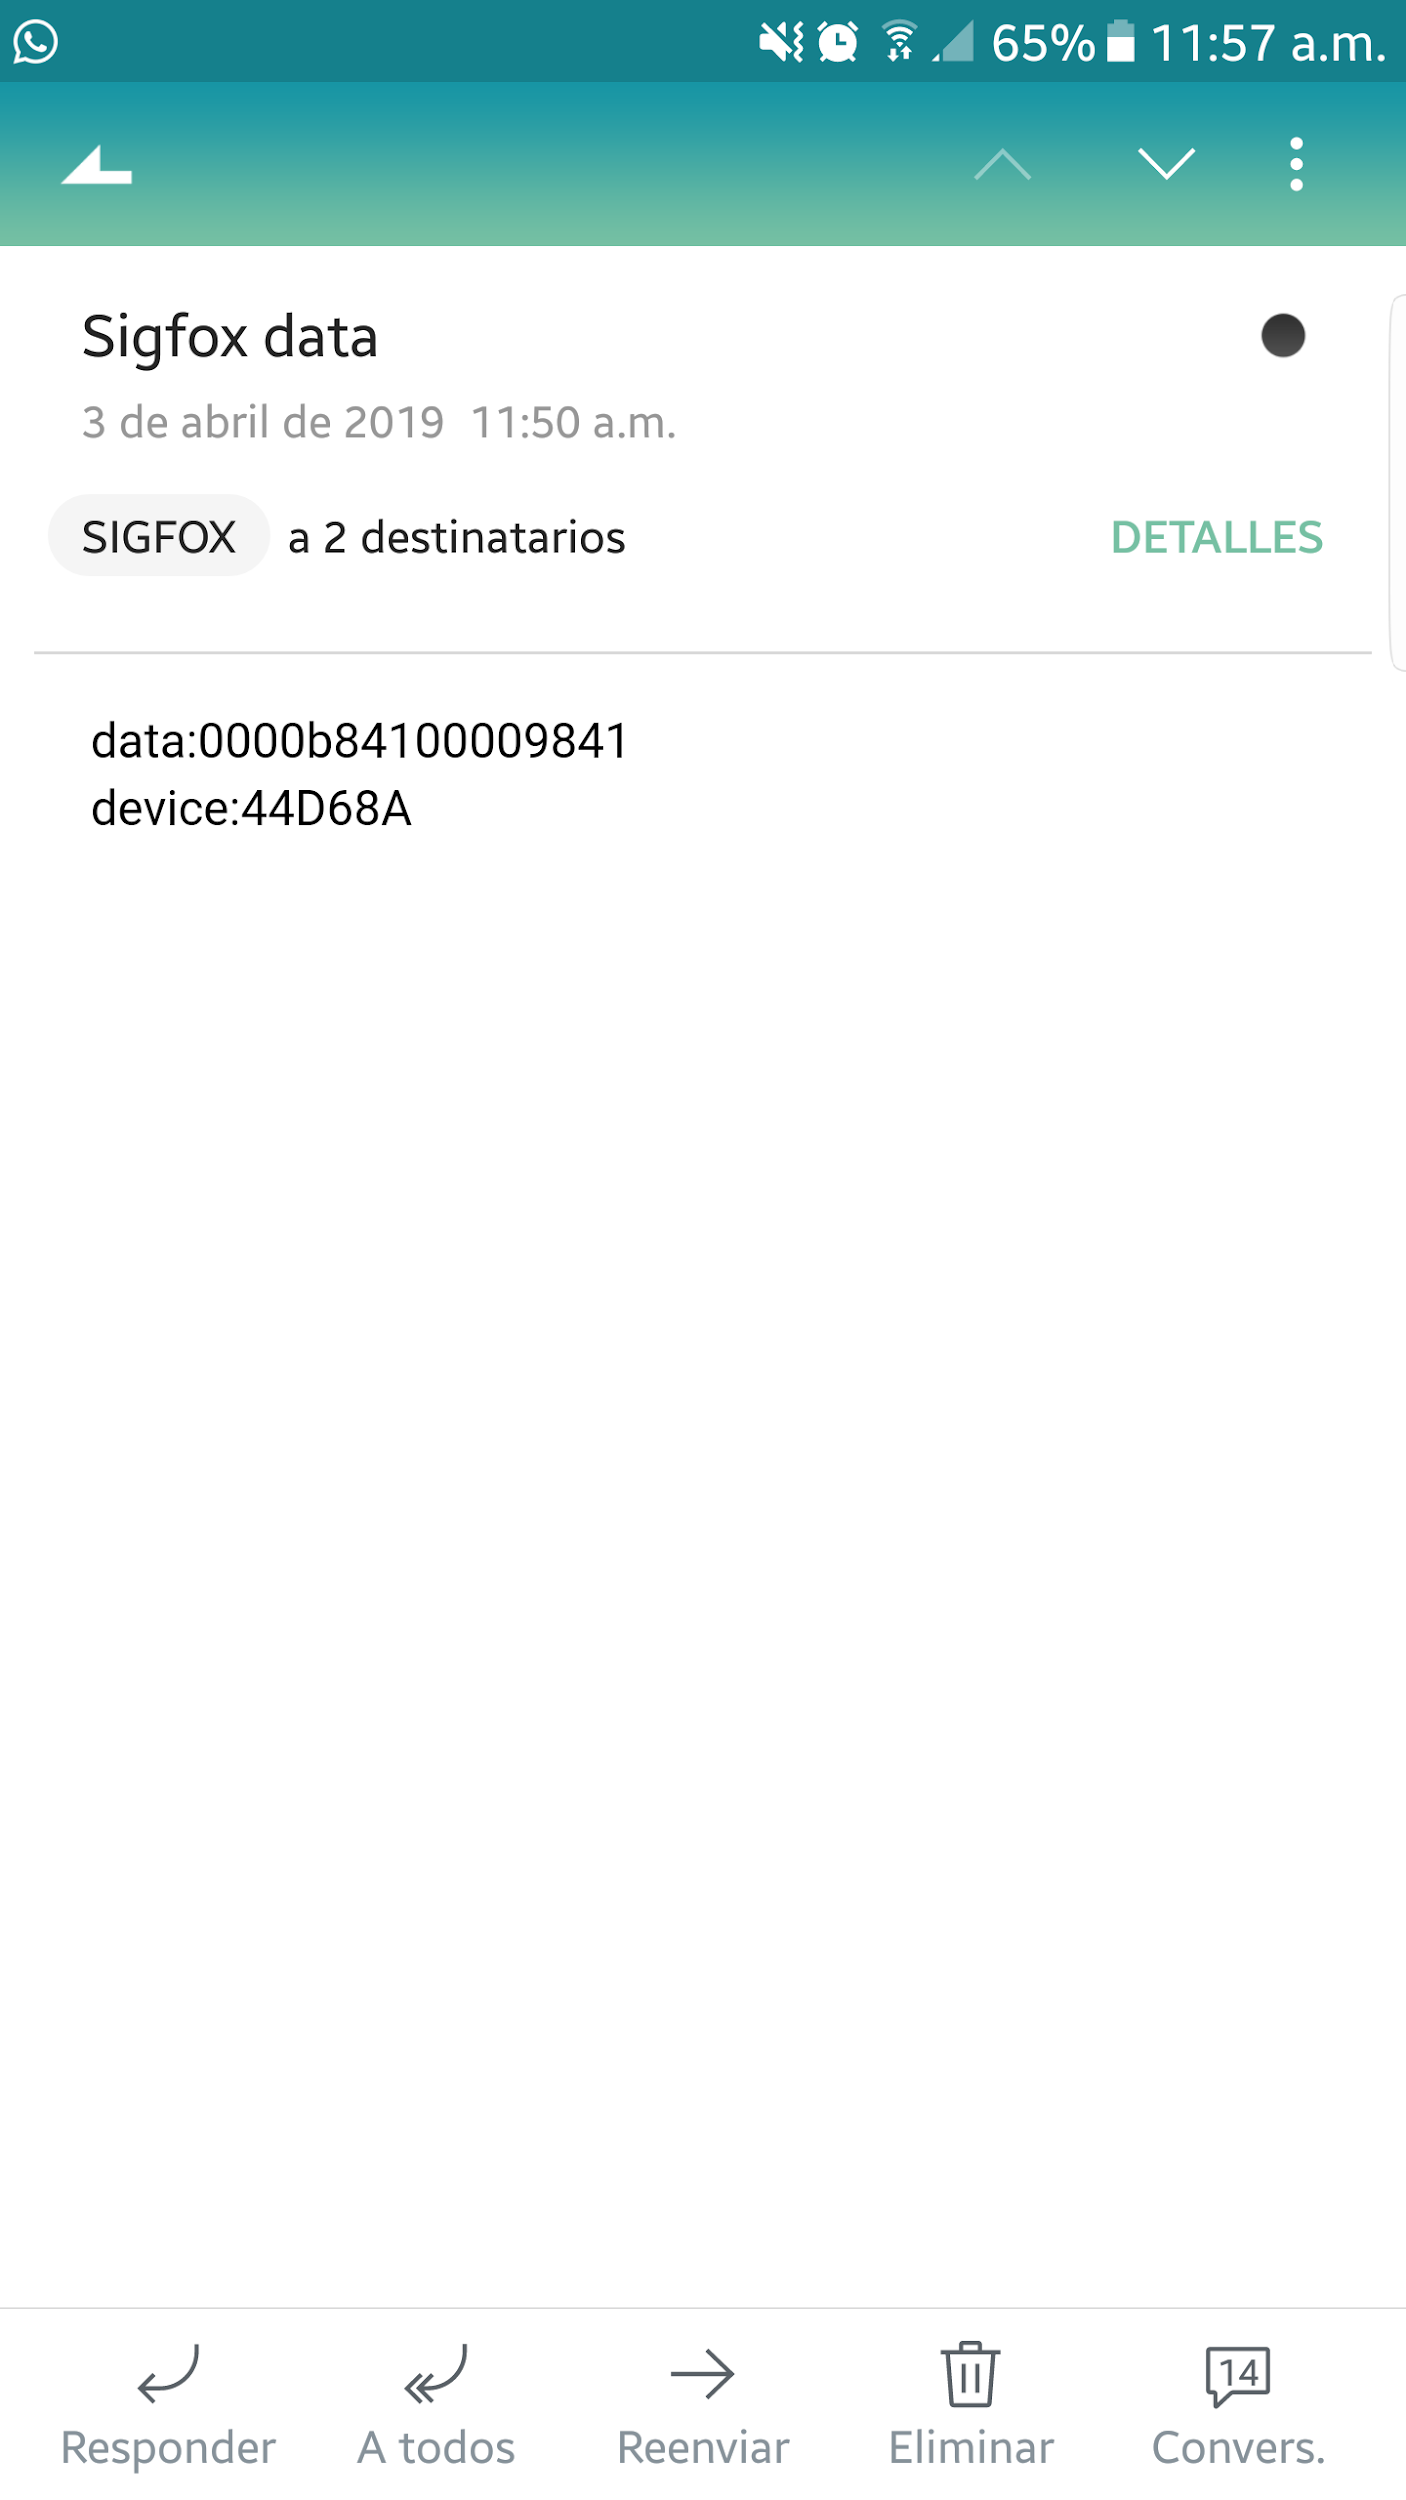 65% 11:57 a.m.
Sigfox data
3 de abril de 2019 11:50 a.m.
SIGFOX a 2 destinatarios DETALLES
data:0000b84100009841
device:44D68A
14
Responder A todos Reenviar Eliminar Convers.